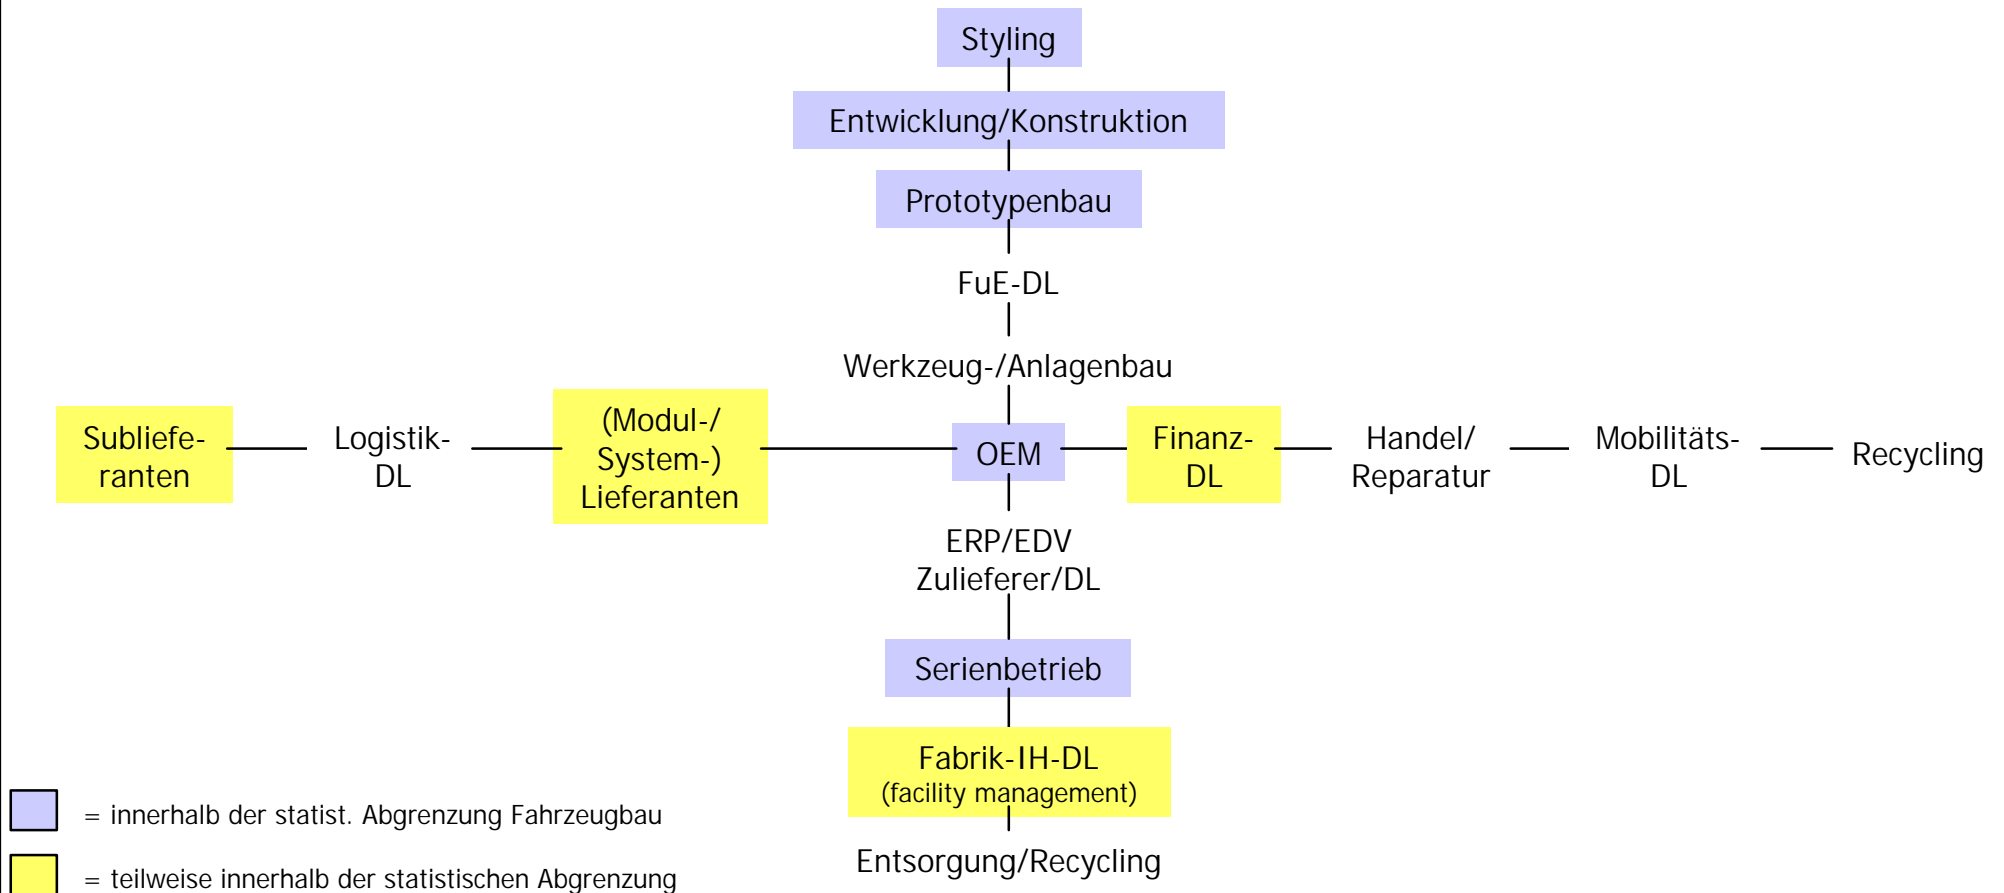 Styling
Entwicklung/Konstruktion
Prototypenbau
FuE-DL
Werkzeug-/Anlagenbau
Subliefe-
ranten
Logistik-
DL
(Modul-/
System-)
Lieferanten
OEM
Finanz-
DL
Handel/
Reparatur
Mobilitäts-
DL
Recycling
ERP/EDV
Zulieferer/DL
Serienbetrieb
Fabrik-IH-DL
(facility management)
Entsorgung/Recycling
= innerhalb der statist. Abgrenzung Fahrzeugbau
= teilweise innerhalb der statistischen Abgrenzung